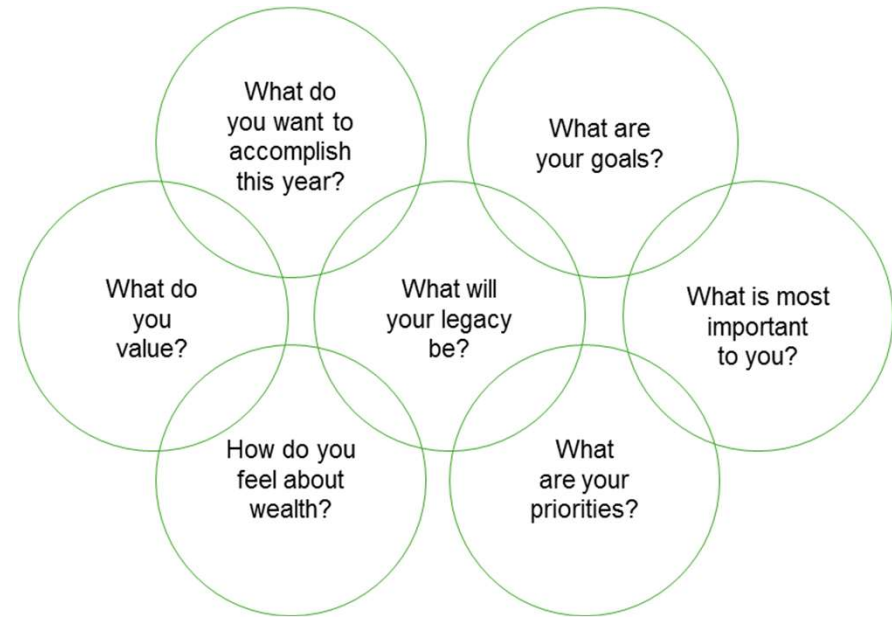 What do
you want to
accomplish
this year?
What are
your goals?
What do
you
value?
What will
your legacy
be?
What is most
important
to you?
How do you
feel about
wealth?
What
are your
priorities?